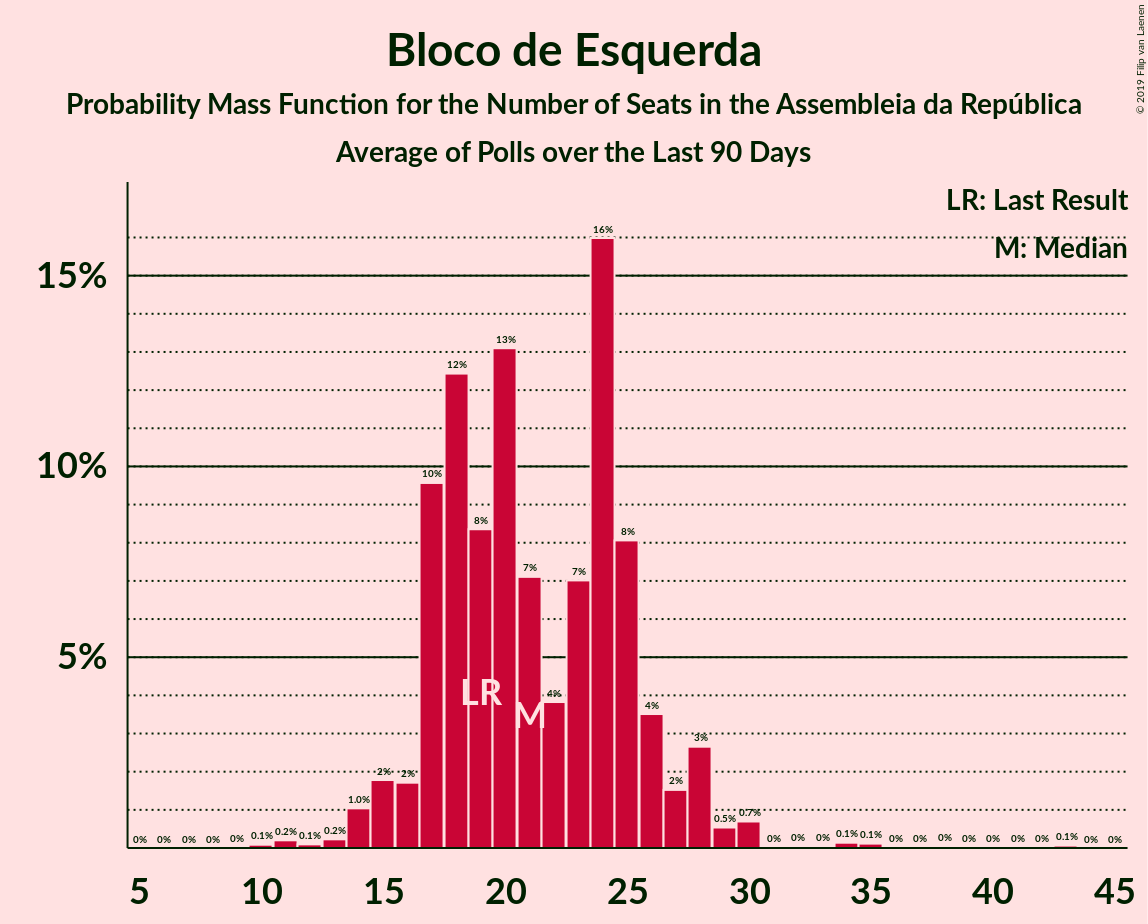 Bloco de Esquerda
Probability Mass Function for the Number of Seats in the Assembleia da República
Average of Polls over the Last 90 Days
© 2019 Filip van Laenen
LR: Last Result
M: Median
15%
10%
5%
0% 0% 0% 0% 0% 0.1% 0.2% 0.1% 0.2% 1.0% 2% 2% 10% 12% 8% 13% 7% 4% 7% 16% 8% 4% 2% 3% 0.5% 0.7% 0% 0% 0% 0.1% 0.1% 0% 0% 0% 0% 0% 0% 0% 0.1% 0% 0%
LR
M
5 10 15 20 25 30 35 40 45